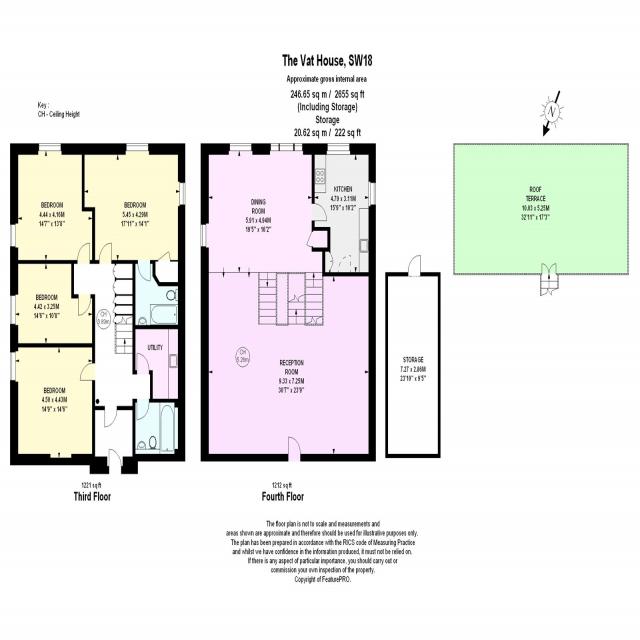 The Vat House, SW18
Approximate gross internal area
246.65 sq m / 2655 sq ft
(Including Storage)
Storage
20.62 sq m / 222 sq ft
Key :
CH - Ceiling Height
N
BEDROOM
4.44 x 4.16M
14'7" x 13'8"
BEDROOM
5.45 x 4.29M
17'11" x 14'1"
DINING
ROOM
5.91 x 4.94M
19'5" x 16'2"
KITCHEN
4.79 x 3.11M
15'9" x 10'2"
ROOF
TERRACE
10.03 x 5.25M
32'11" x 17'3"
BEDROOM
4.42 x 3.25M
14'6" x 10'8"
CH
UTILITY
CH
5.26m
RECEPTION
ROOM
9.33 x 7.25M
30'7" x 23'9"
STORAGE
7.27 x 2.86M
23'10" x 9'5"
BEDROOM
4.50 x 4.43M
14'9" x 14'6"
1221 sq ft
Third Floor
1212 sq ft
Fourth Floor
The floor plan is not to scale and measurements and
areas shown are approximate and therefore should be used for illustrative purposes only.
The plan has been prepared in accordance with the RICS code of Measuring Practice
and whilst we have confidence in the information produced, it must not be relied on.
If there is any aspect of particular importance, you should carry out or
commission your own inspection of the property.
Copyright of FeaturePRO.